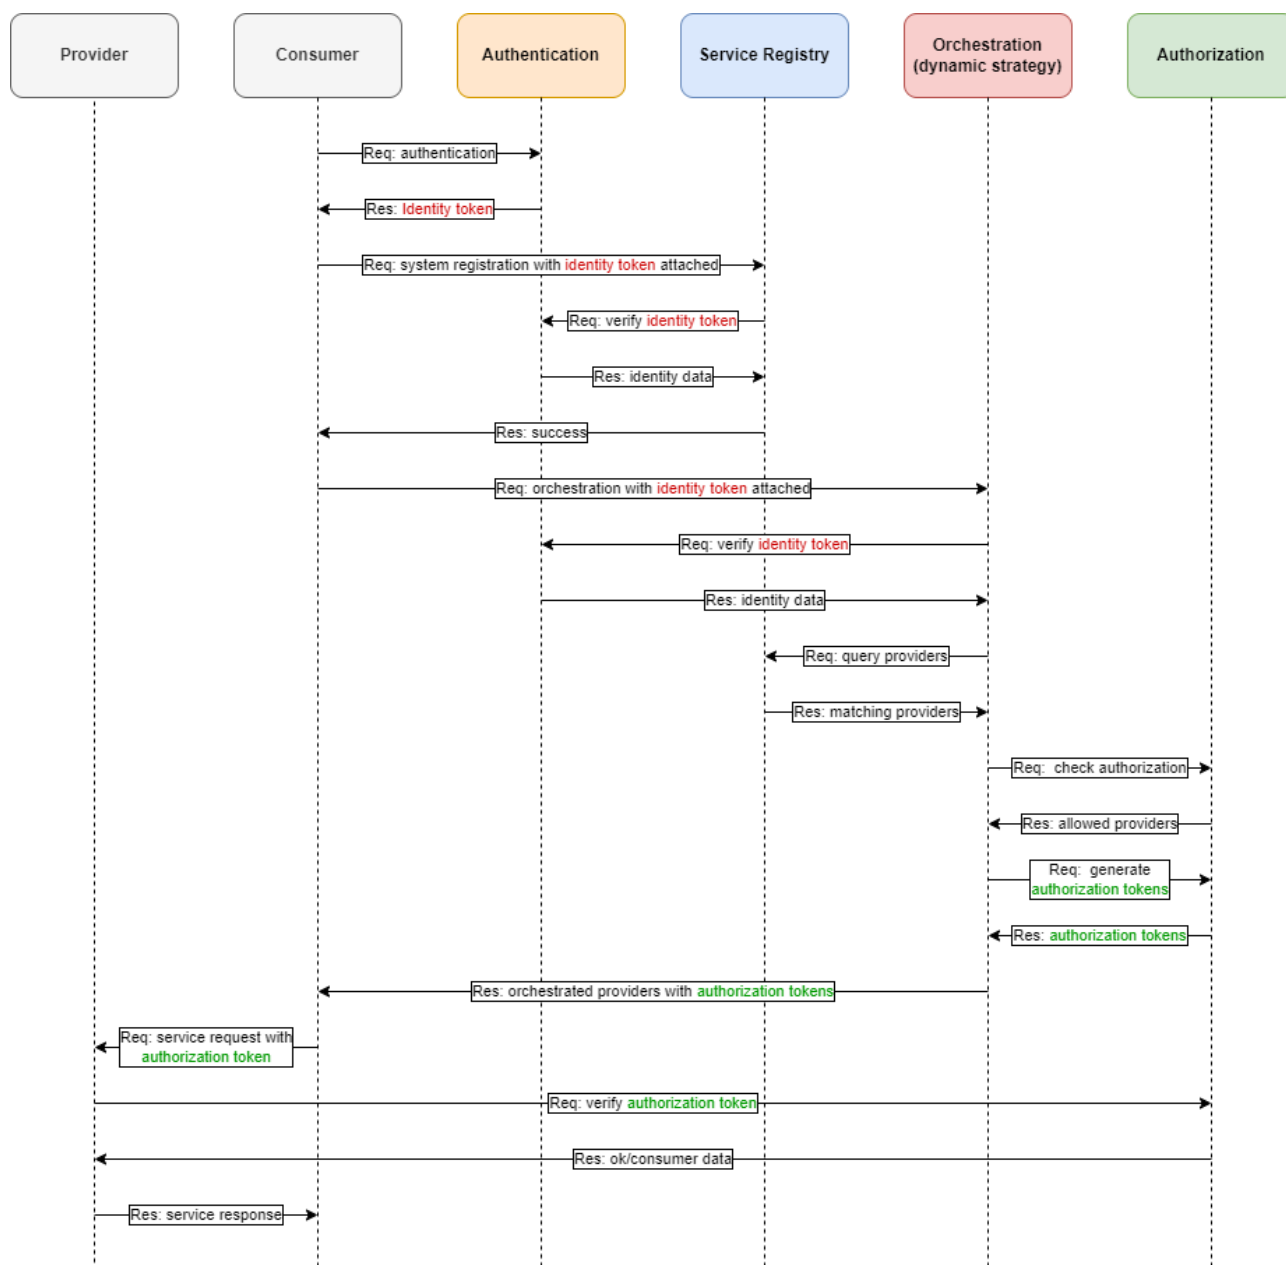 Provider
Consumer
Authentication
Service Registry
Orchestration
(dynamic strategy)
Authorization
Req: authentication
Res: Identity token
Req: system registration with identity token attached
Req: verify identity token
Res: identity data
Res: success
Req: orchestration with identity token attached
Req: verify identity token
Res: identity data
Req: query providers
Res: matching providers
Req: check authorization
Res: allowed providers
Req: generate
authorization tokens
Res: authorization tokens
Res: orchestrated providers with authorization tokens
Req: service request with
authorization token
Req: verify authorization token
Res: ok/consumer data
Res: service response